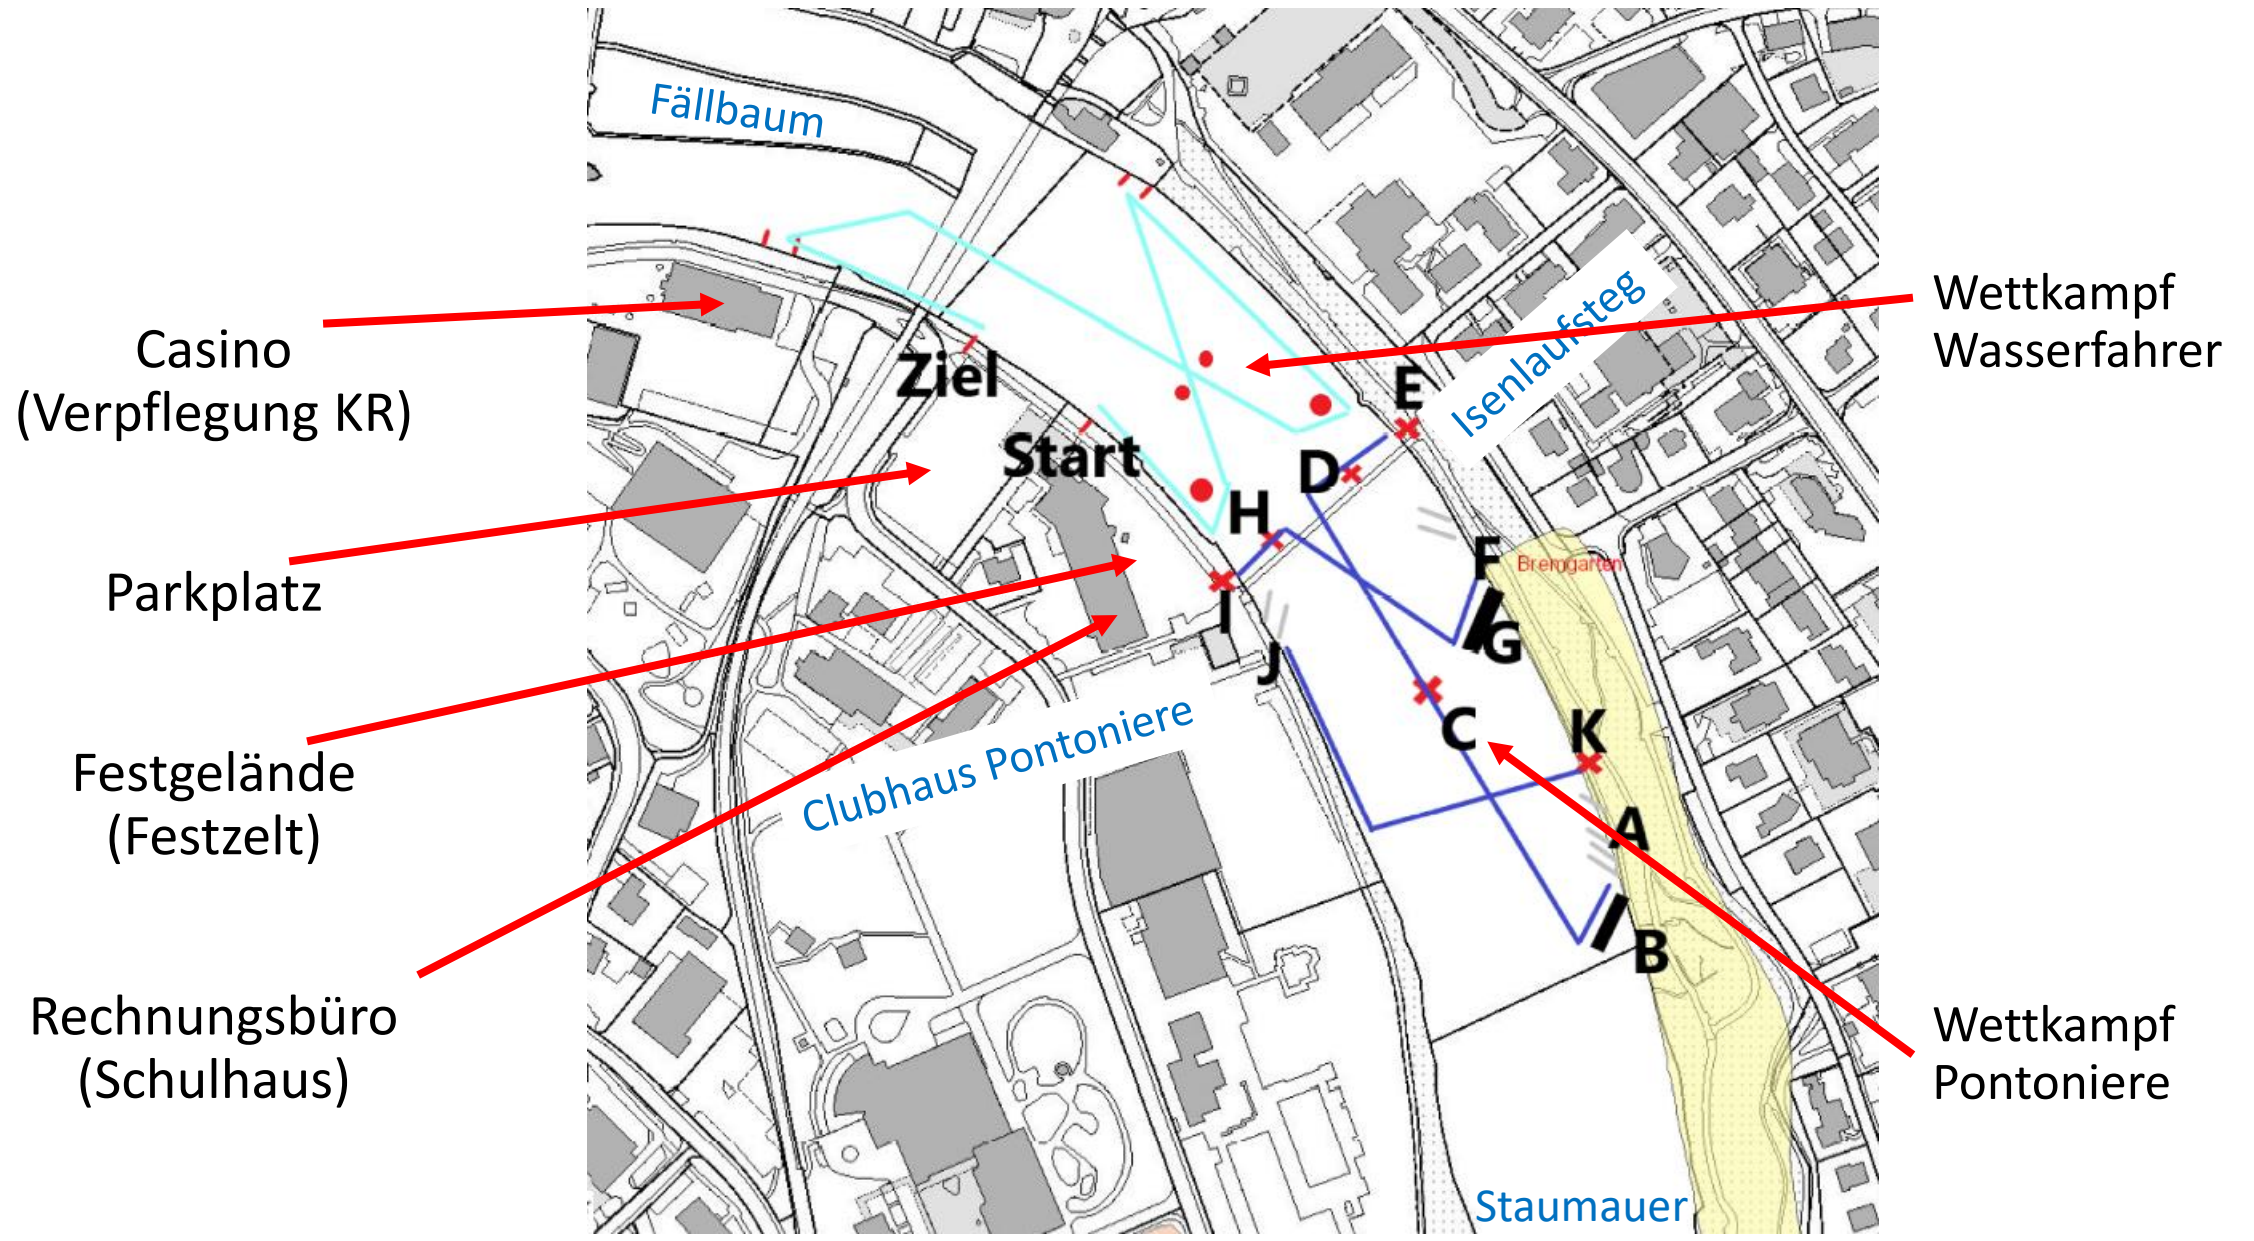 Fällbaum
Casino
(Verpflegung KR)
Parkplatz
Festgelände
(Festzelt)
Rechnungsbüro
(Schulhaus)
Ziel
Start
Clubhaus Pontoniere
Isenlaufsteg
E
D
H
I
J
F
Bremgarten
G
C
K
A
B
Staumauer
Wettkampf
Wasserfahrer
Wettkampf
Pontoniere